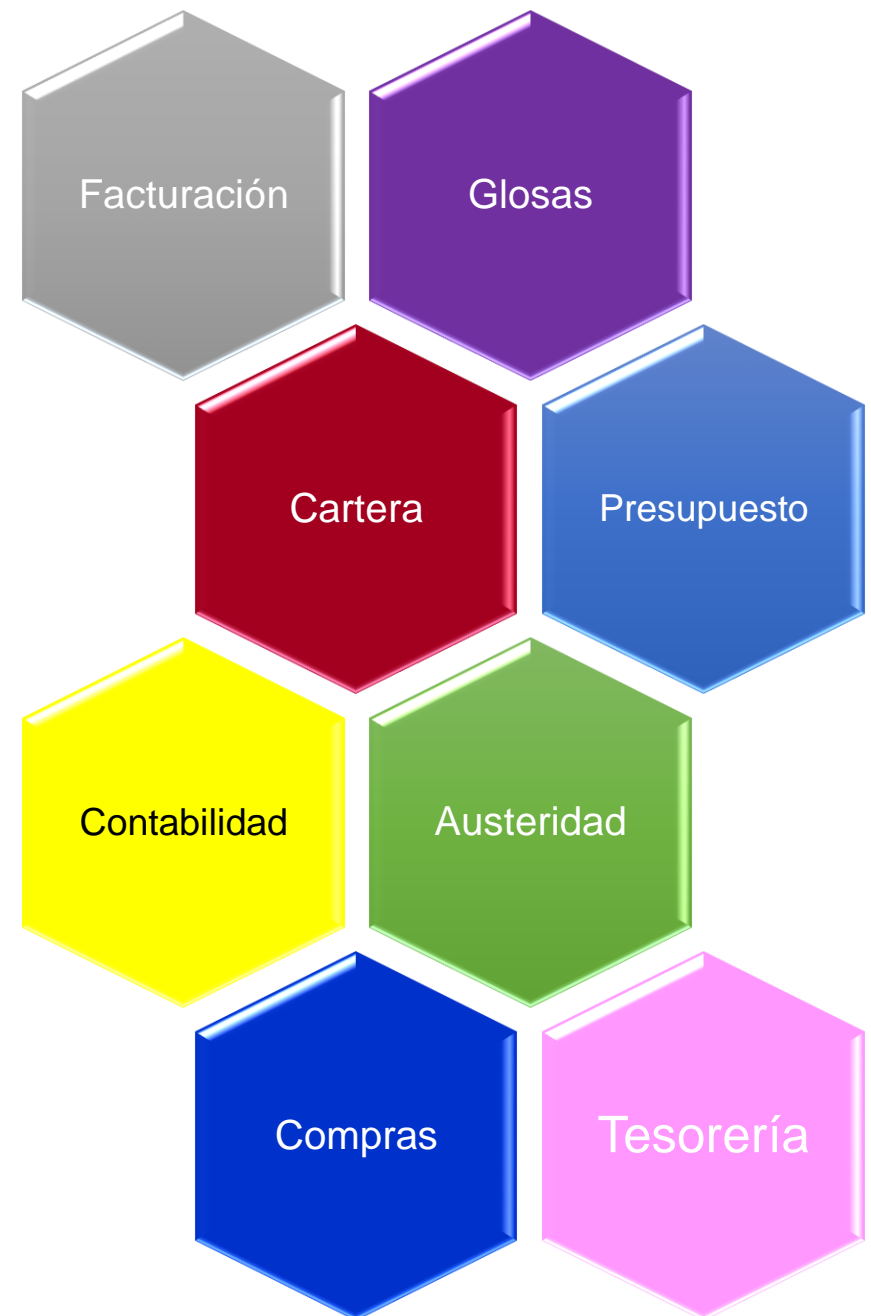 Facturación
Glosas
Cartera
Presupuesto
Contabilidad
Austeridad
Compras
Tesorería